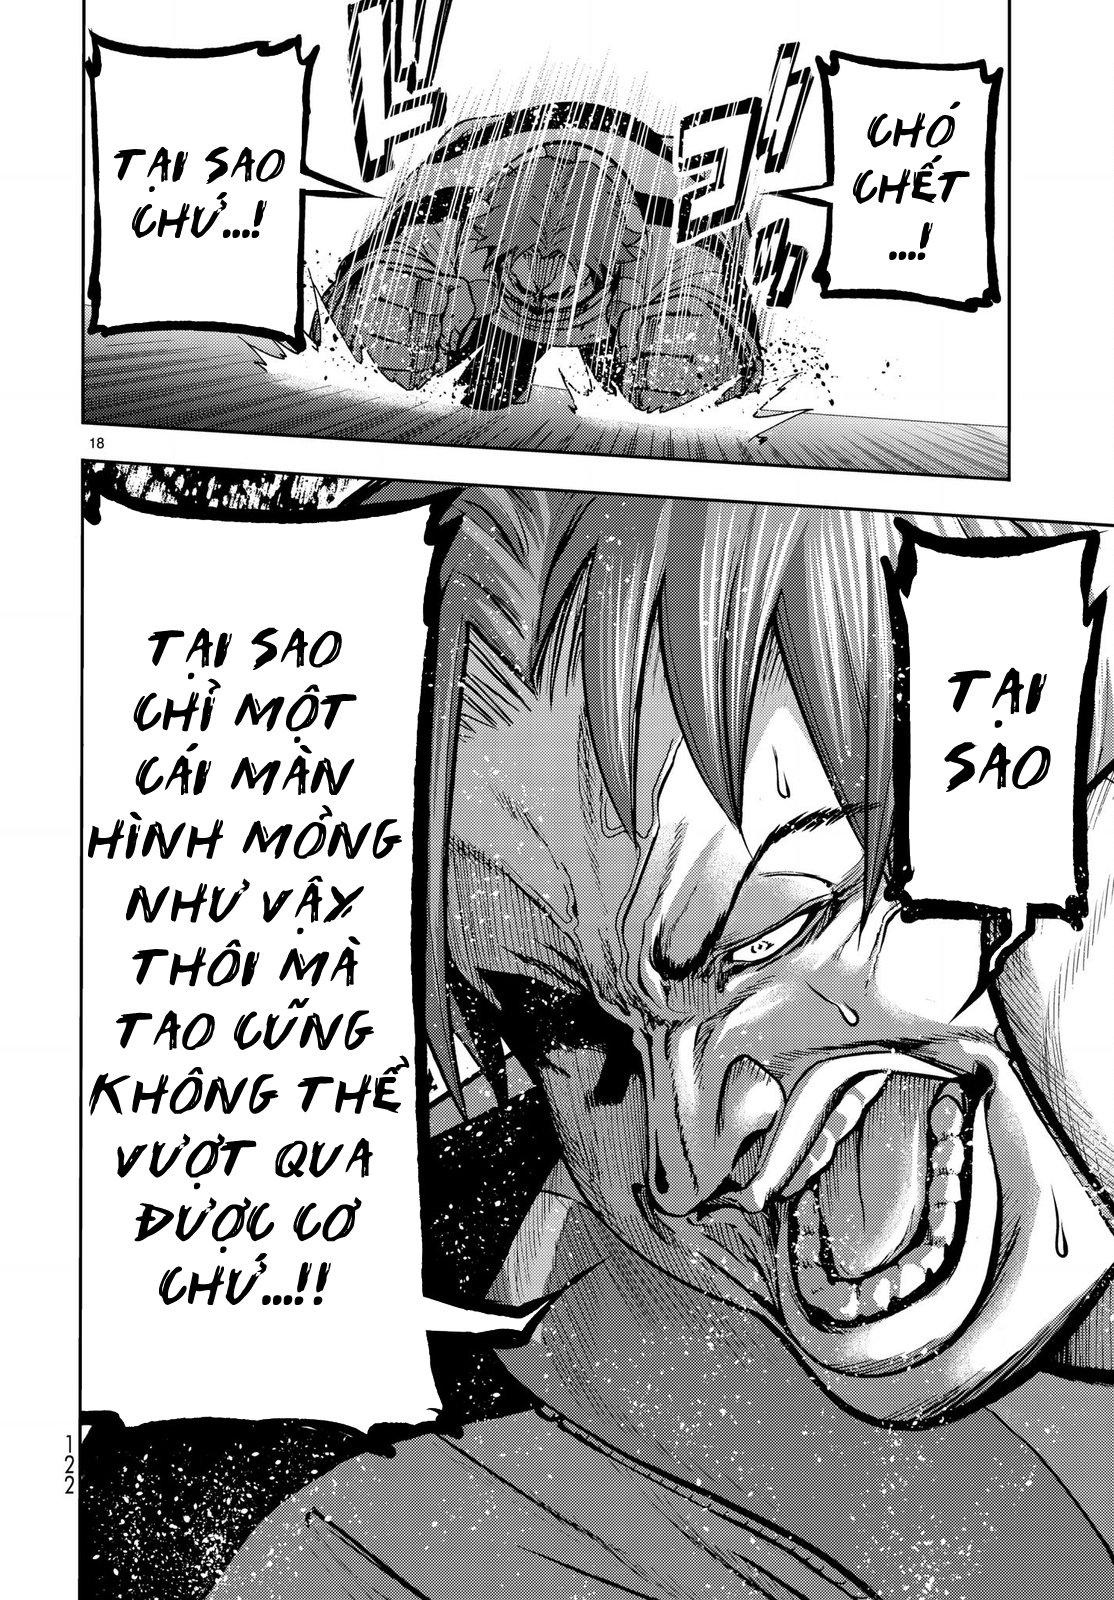 CHÓ
CHẾT
....!
TẠI SAO
CHỨ....!
18
TẠI
SAO
TẠI SAO
CHỈ MỘT
CÁI MÀN
HÌNH MỎNG
NHƯ VẬY
THÔI MÀ
TAO CŨNG
KHÔNG THỂ
VƯỢT QUA
ĐƯỢC CƠ
CHỨ...!!
122